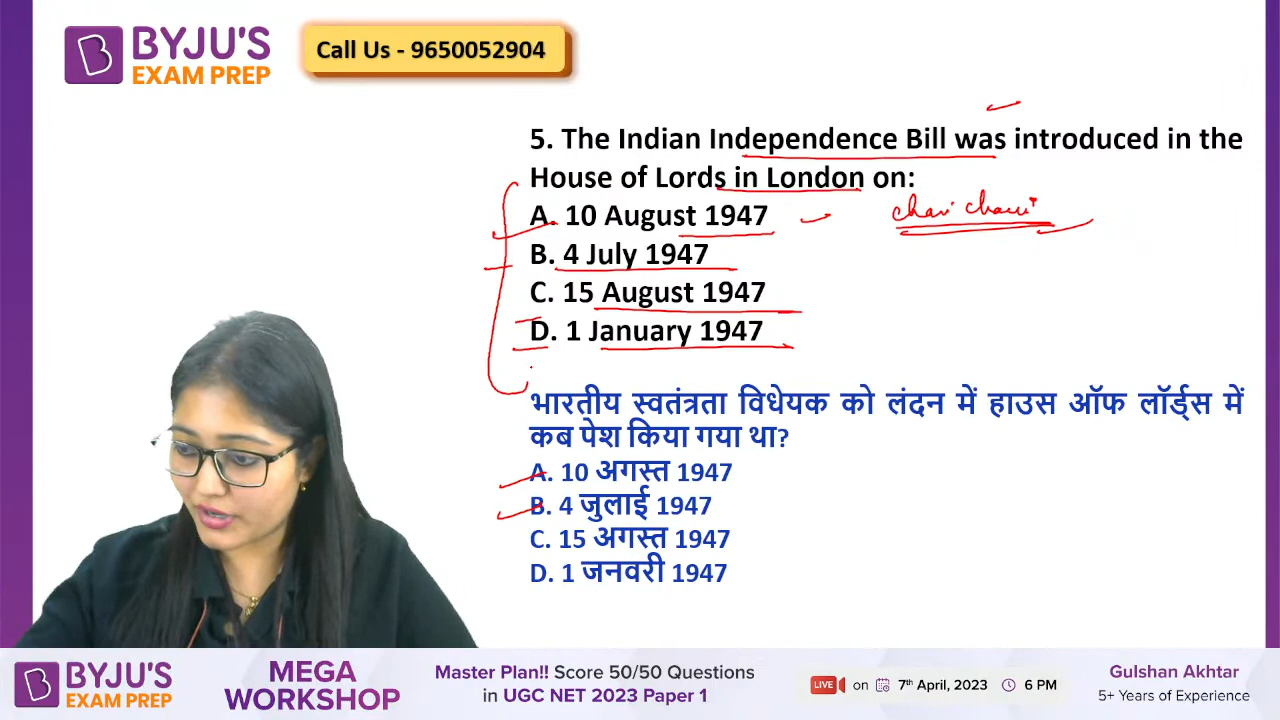 BYJU'S
EXAM PREP
Call Us - 9650052904
5. The Indian Independence Bill was introduced in the
House of Lords in London on:
A. 10 August 1947
B. 4 July 1947
C. 15 August 1947
D. 1 January 1947
भारतीय स्वतंत्रता विधेयक को लंदन में हाउस ऑफ लॉर्ड्स में
कब पेश किया गया था?
A. 10 अगस्त 1947
B. 4 जुलाई 1947
C. 15 अगस्त 1947
D. 1 जनवरी 1947
BYJU'S
EXAM PREP
MEGA
WORKSHOP
Master Plan!! Score 50/50 Questions
in UGC NET 2023 Paper 1
LIVE on 7th April, 2023 6 PM
Gulshan Akhtar
5+ Years of Experience